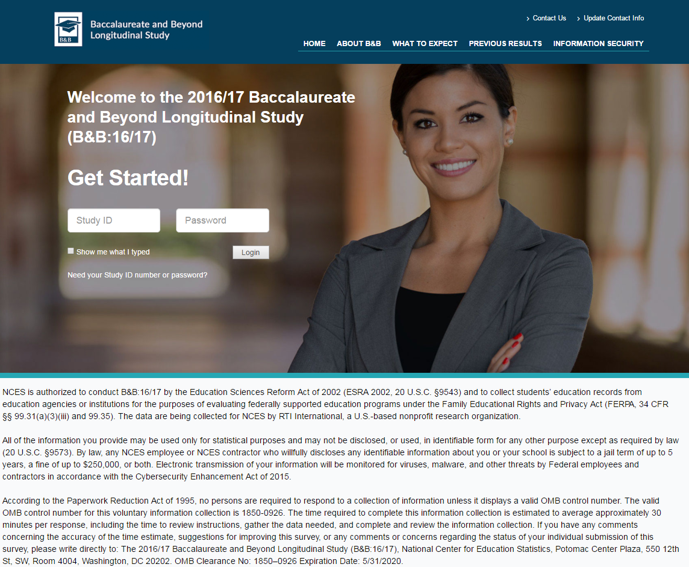 Baccalaureate and Beyond
Longitudinal Study
B&B
Contact Us
Update Contact Info
HOME ABOUT B&B WHAT TO EXPECT PREVIOUS RESULTS INFORMATION SECURITY
Welcome to the 2016/17 Baccalaureate
and Beyond Longitudinal Study
(B&B:16/17)
Get Started!
Study ID Password
Show me what I typed Login
Need your Study ID number or password?
NCES is authorized to conduct B&B:16/17 by the Education Sciences Reform Act of 2002 (ESRA 2002, 20 U.S.C. §9543) and to collect students' education records from
education agencies or institutions for the purposes of evaluating federally supported education programs under the Family Educational Rights and Privacy Act (FERPA, 34 CFR
§§ 99.31(a)(3)(iii) and 99.35). The data are being collected for NCES by RTI International, a U.S.-based nonprofit research organization.
All of the information you provide may be used only for statistical purposes and may not be disclosed, or used, in identifiable form for any other purpose except as required by law
(20 U.S.C. §9573). By law, any NCES employee or NCES contractor who willfully discloses any identifiable information about you or your school is subject to a jail term of up to 5
years, a fine of up to $250,000, or both. Electronic transmission of your information will be monitored for viruses, malware, and other threats by Federal employees and
contractors in accordance with the Cybersecurity Enhancement Act of 2015.
According to the Paperwork Reduction Act of 1995, no persons are required to respond to a collection of information unless it displays a valid OMB control number. The valid
OMB control number for this voluntary information collection is 1850-0926. The time required to complete this information collection is estimated to average approximately 30
minutes per response, including the time to review instructions, gather the data needed, and complete and review the information collection. If you have any comments
concerning the accuracy of the time estimate, suggestions for improving this survey, or any comments or concerns regarding the status of your individual submission of this
survey, please write directly to: The 2016/17 Baccalaureate and Beyond Longitudinal Study (B&B:16/17), National Center for Education Statistics, Potomac Center Plaza, 550 12th
St, SW, Room 4004, Washington, DC 20202. OMB Clearance No: 1850–0926 Expiration Date: 5/31/2020.